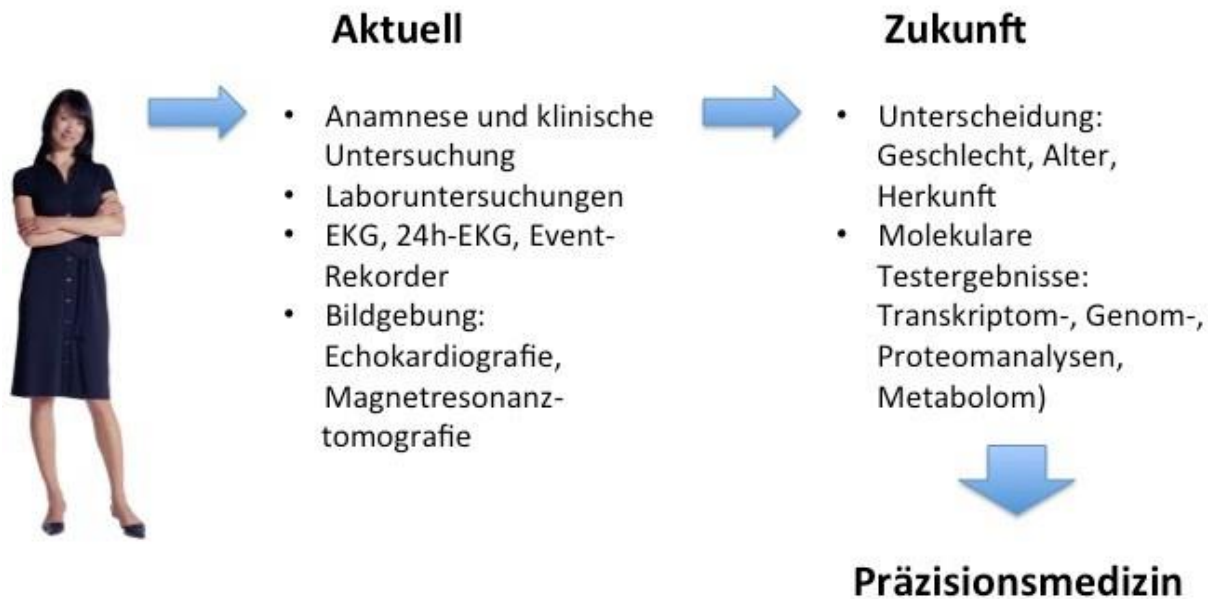 Aktuell
• Anamnese und klinische
Untersuchung
• Laboruntersuchungen
• EKG, 24h-EKG, Event-
Rekorder
• Bildgebung:
Echokardiografie,
Magnetresonanz-
tomografie
Zukunft
• Unterscheidung:
Geschlecht, Alter,
Herkunft
• Molekulare
Testergebnisse:
Transkriptom-, Genom-,
Proteomanalysen,
Metabolom)
Präzisionsmedizin